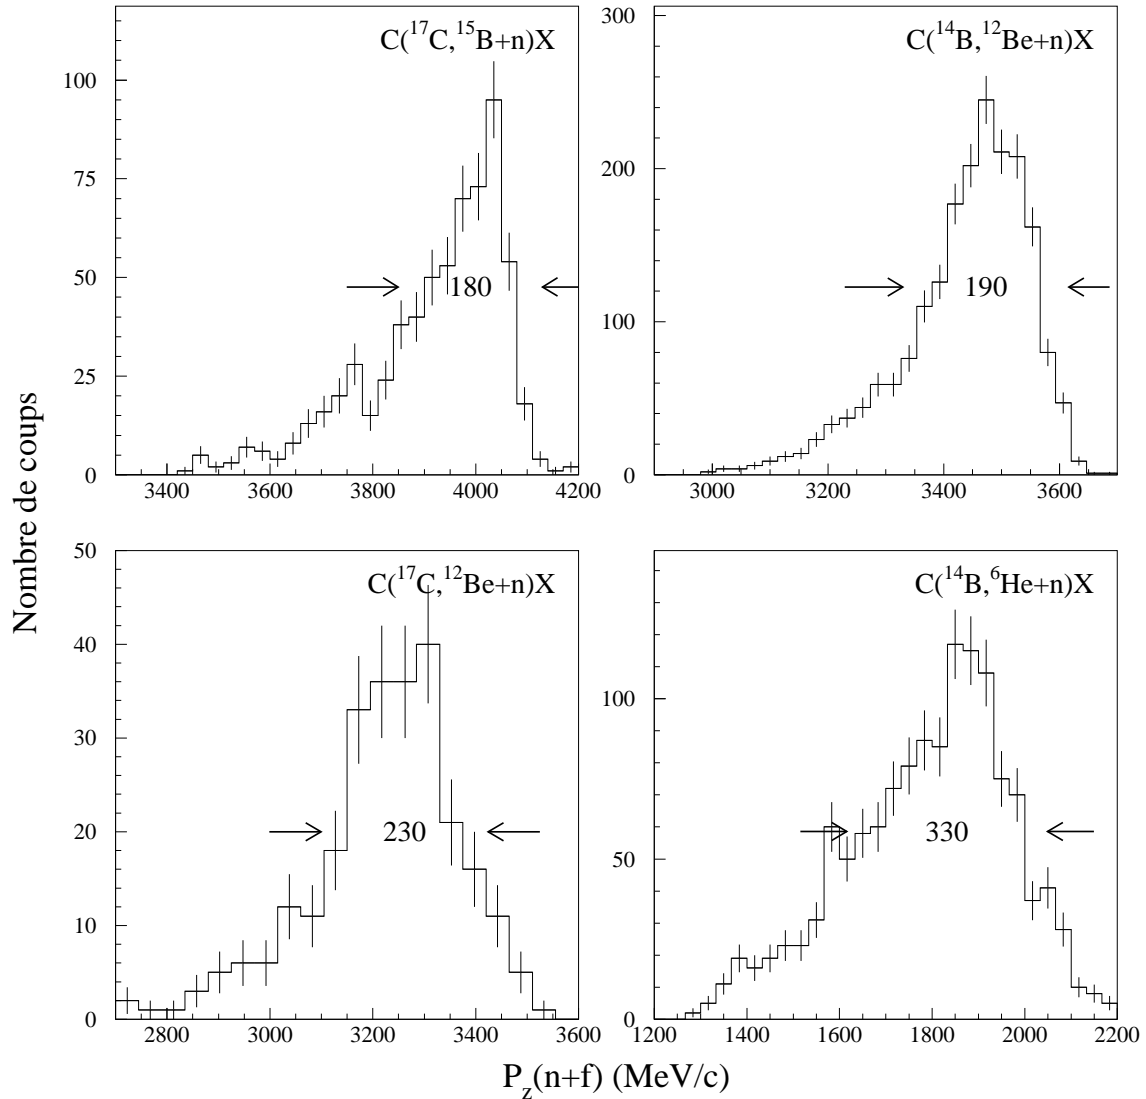 Nombre de coups
C(¹⁷C,¹⁵B+n)X
180
100
75
50
25
0
3400 3600 3800 4000 4200
C(¹⁴B,¹²Be+n)X
190
300
200
100
0
3000 3200 3400 3600
C(¹⁷C,¹²Be+n)X
230
50
40
30
20
10
0
2800 3000 3200 3400 3600
C(¹⁴B,⁶He+n)X
330
100
50
0
1200 1400 1600 1800 2000 2200
P_z(n+f) (MeV/c)